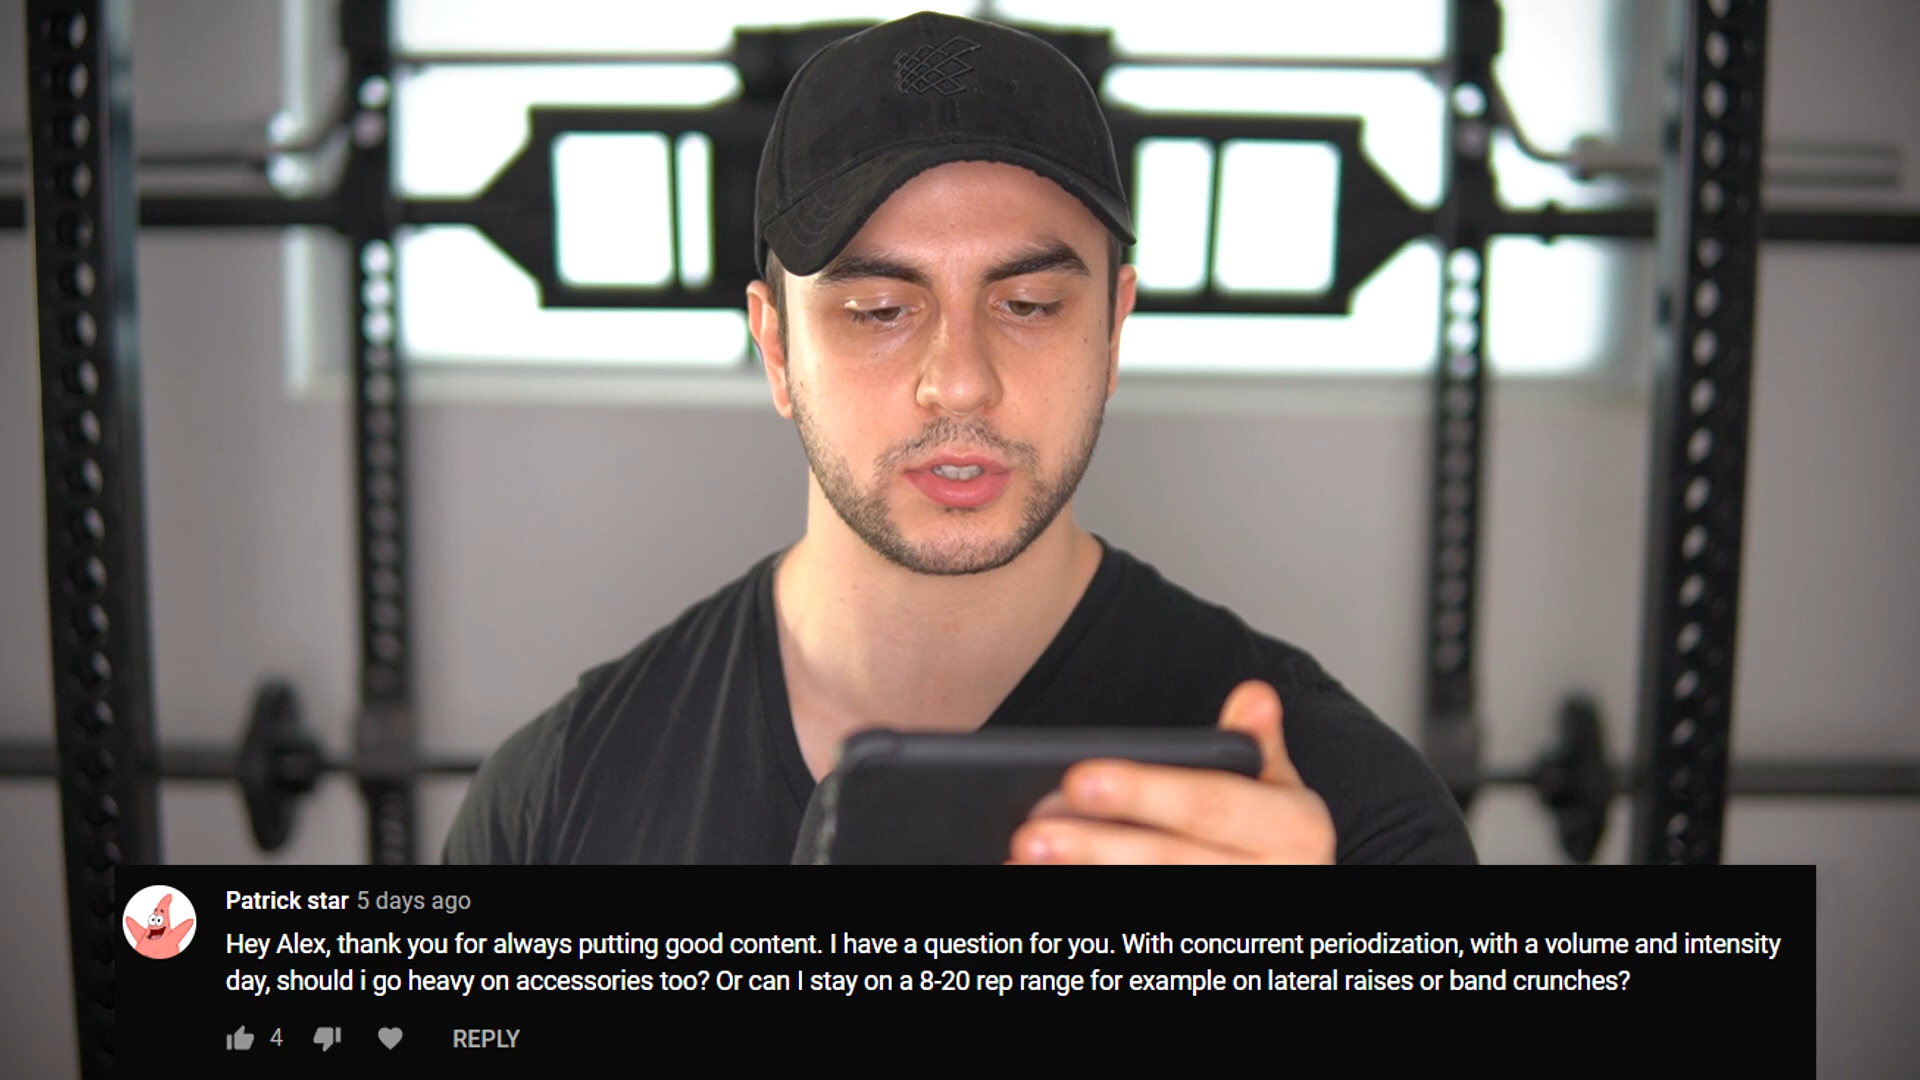 Patrick star 5 days ago
Hey Alex, thank you for always putting good content. I have a question for you. With concurrent periodization, with a volume and intensity
day, should i go heavy on accessories too? Or can I stay on a 8-20 rep range for example on lateral raises or band crunches?
4 REPLY